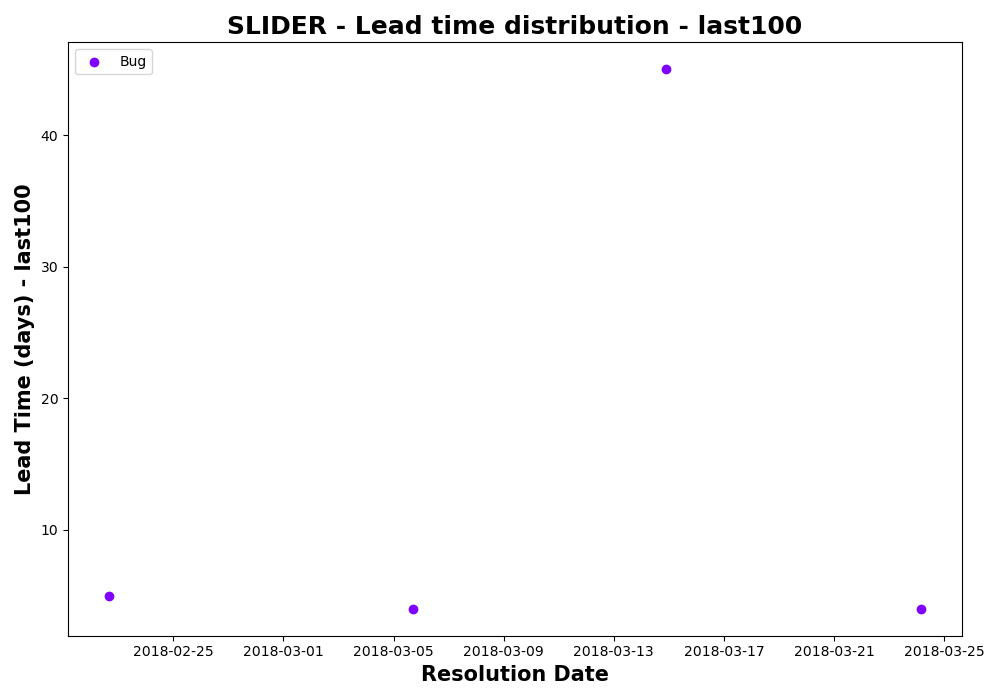 SLIDER - Lead time distribution - last100
Bug
Lead Time (days) - last100
40
30
20
10
2018-02-25 2018-03-01 2018-03-05 2018-03-09 2018-03-13 2018-03-17 2018-03-21 2018-03-25
Resolution Date